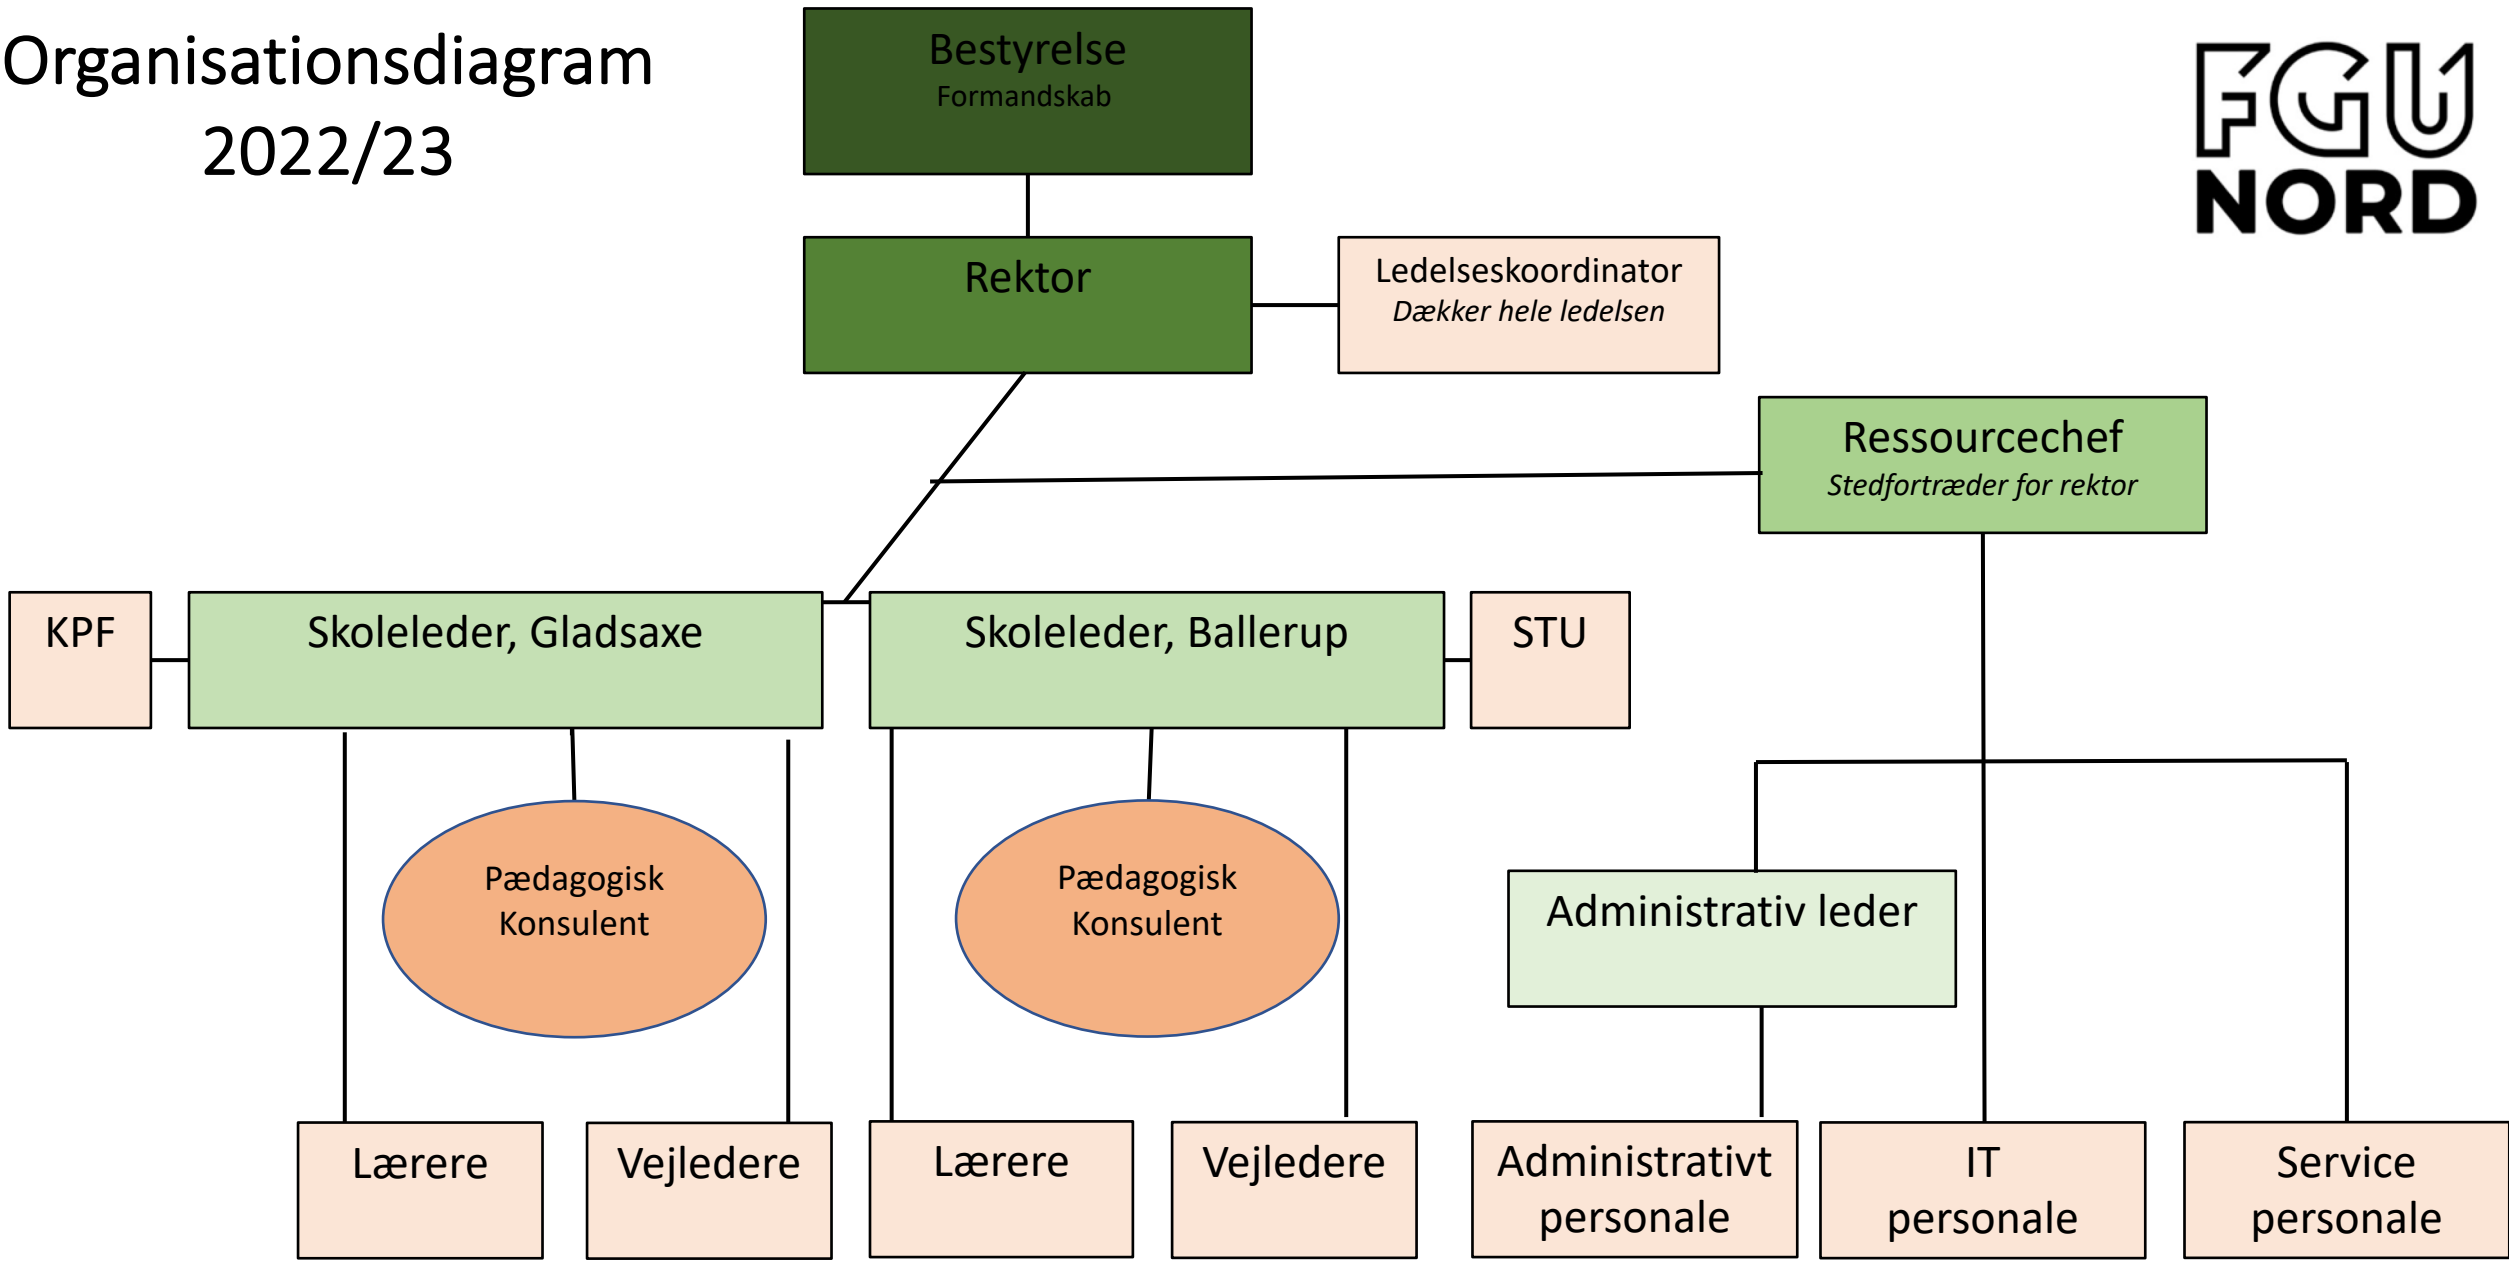 Organisationsdiagram
2022/23
Bestyrelse
Formandskab
FGU
NORD
Rektor
Ledelseskoordinator
Dækker hele ledelsen
Ressourcechef
Stedfortræder for rektor
KPF
Skoleleder, Gladsaxe
Skoleleder, Ballerup
STU
Pædagogisk
Konsulent
Pædagogisk
Konsulent
Administrativ leder
Lærere
Vejledere
Lærere
Vejledere
Administrativt
personale
IT
personale
Service
personale